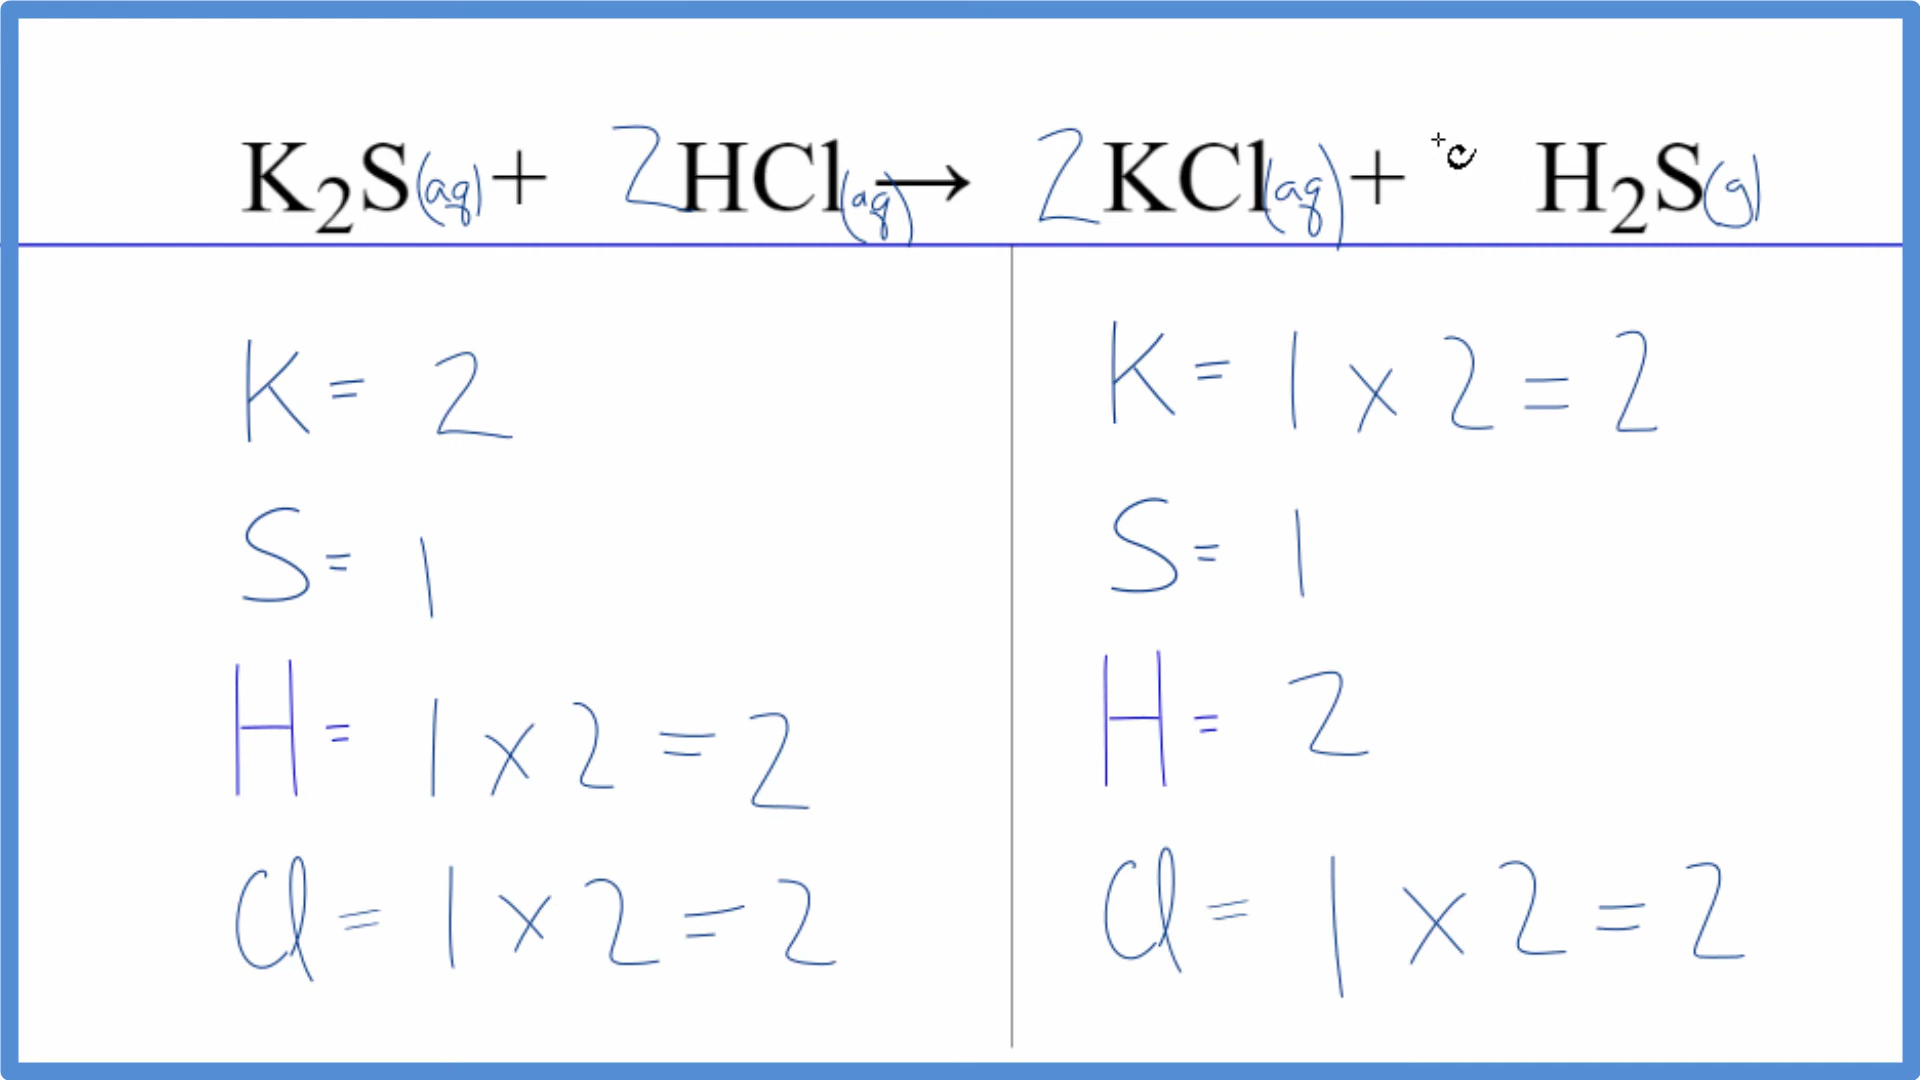 K₂S(aq) + 2HCl(aq) → 2KCl(aq) + H₂S(g)
K = 2
S = 1
H = 1 x 2 = 2
Cl = 1 x 2 = 2
K = 1 x 2 = 2
S = 1
H = 2
Cl = 1 x 2 = 2